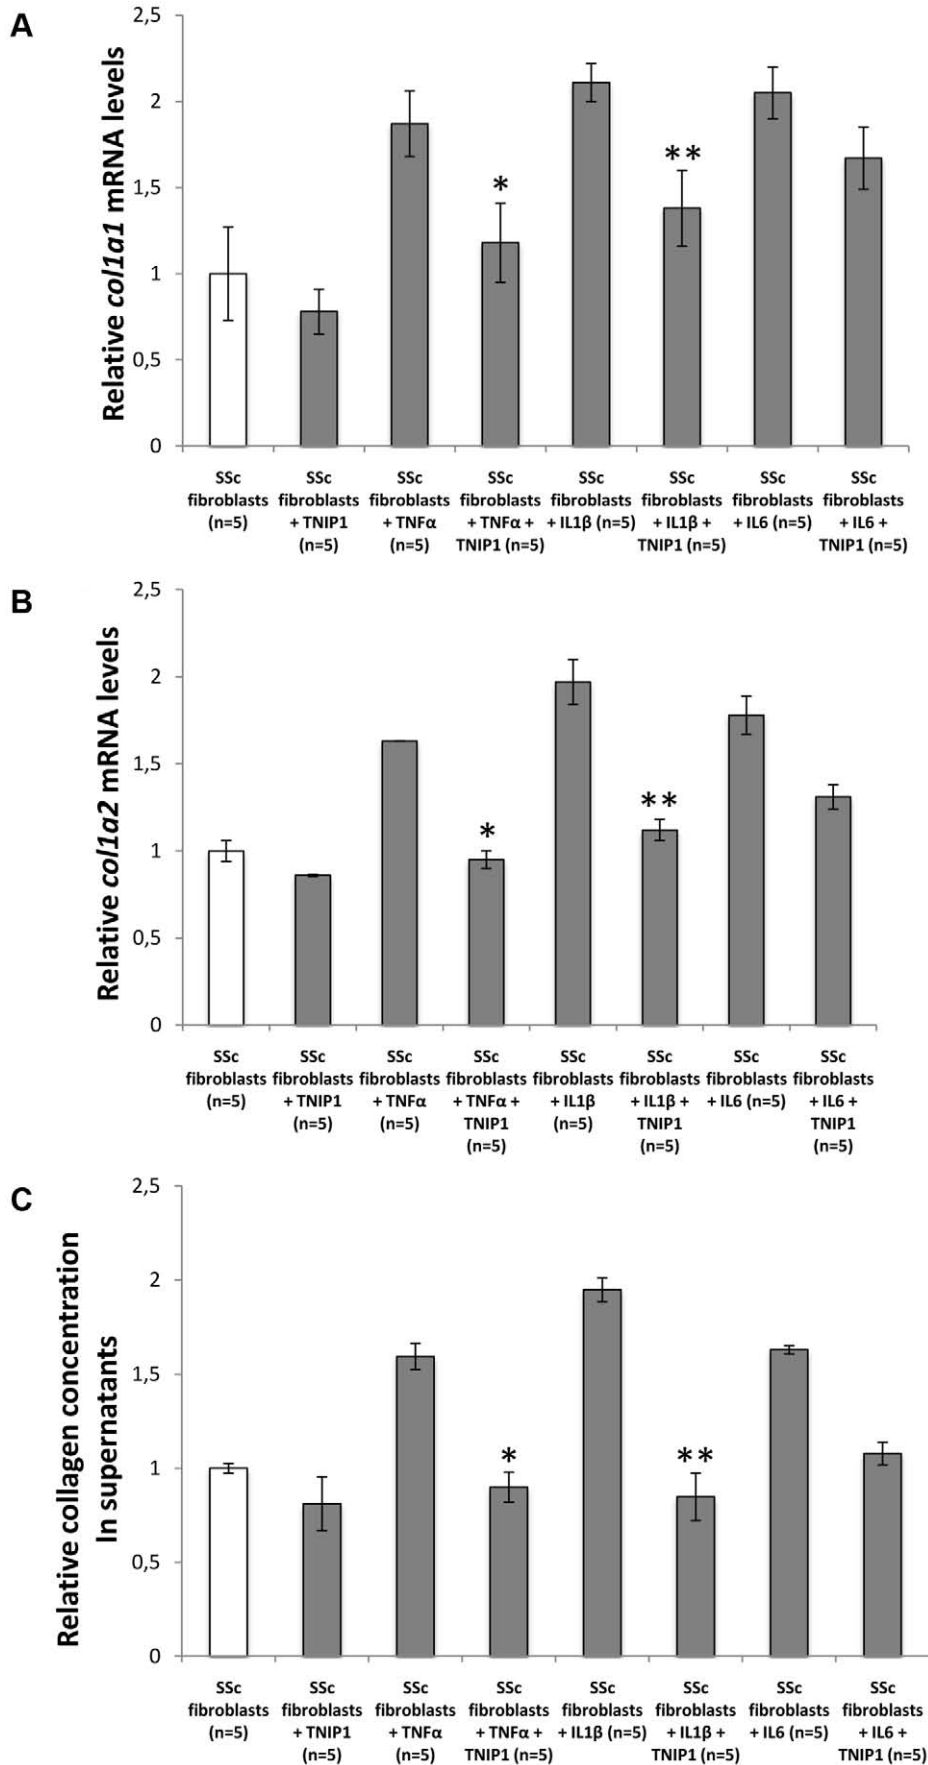 A
Relative col1a1 mRNA levels
2,5
2
1,5
1
0,5
0
*
**
SSc
fibroblasts
(n=5)
SSc
fibroblasts
+ TNIP1
(n=5)
SSc
fibroblasts
+ TNFα
(n=5)
SSc
fibroblasts
+ TNFα +
TNIP1 (n=5)
SSc
fibroblasts
+ IL1β (n=5)
SSc
fibroblasts
+ IL1β +
TNIP1 (n=5)
SSc
fibroblasts
+ IL6 (n=5)
SSc
fibroblasts
+ IL6 +
TNIP1 (n=5)
B
Relative col1a2 mRNA levels
2,5
2
1,5
1
0,5
0
*
**
SSc
fibroblasts
(n=5)
SSc
fibroblasts
+ TNIP1
(n=5)
SSc
fibroblasts
+ TNFα
(n=5)
SSc
fibroblasts
+ TNFα +
TNIP1
(n=5)
SSc
fibroblasts
+ IL1β
(n=5)
SSc
fibroblasts
+ IL1β +
TNIP1
(n=5)
SSc
fibroblasts
+ IL6 (n=5)
SSc
fibroblasts
+ IL6 +
TNIP1
(n=5)
C
Relative collagen concentration
In supernatants
2,5
2
1,5
1
0,5
0
*
**
SSc
fibroblasts
(n=5)
SSc
fibroblasts
+ TNIP1
(n=5)
SSc
fibroblasts
+ TNFα
(n=5)
SSc
fibroblasts
+ TNFα +
TNIP1 (n=5)
SSc
fibroblasts
+ IL1β (n=5)
SSc
fibroblasts
+ IL1β +
TNIP1 (n=5)
SSc
fibroblasts
+ IL6 (n=5)
SSc
fibroblasts
+ IL6 +
TNIP1 (n=5)